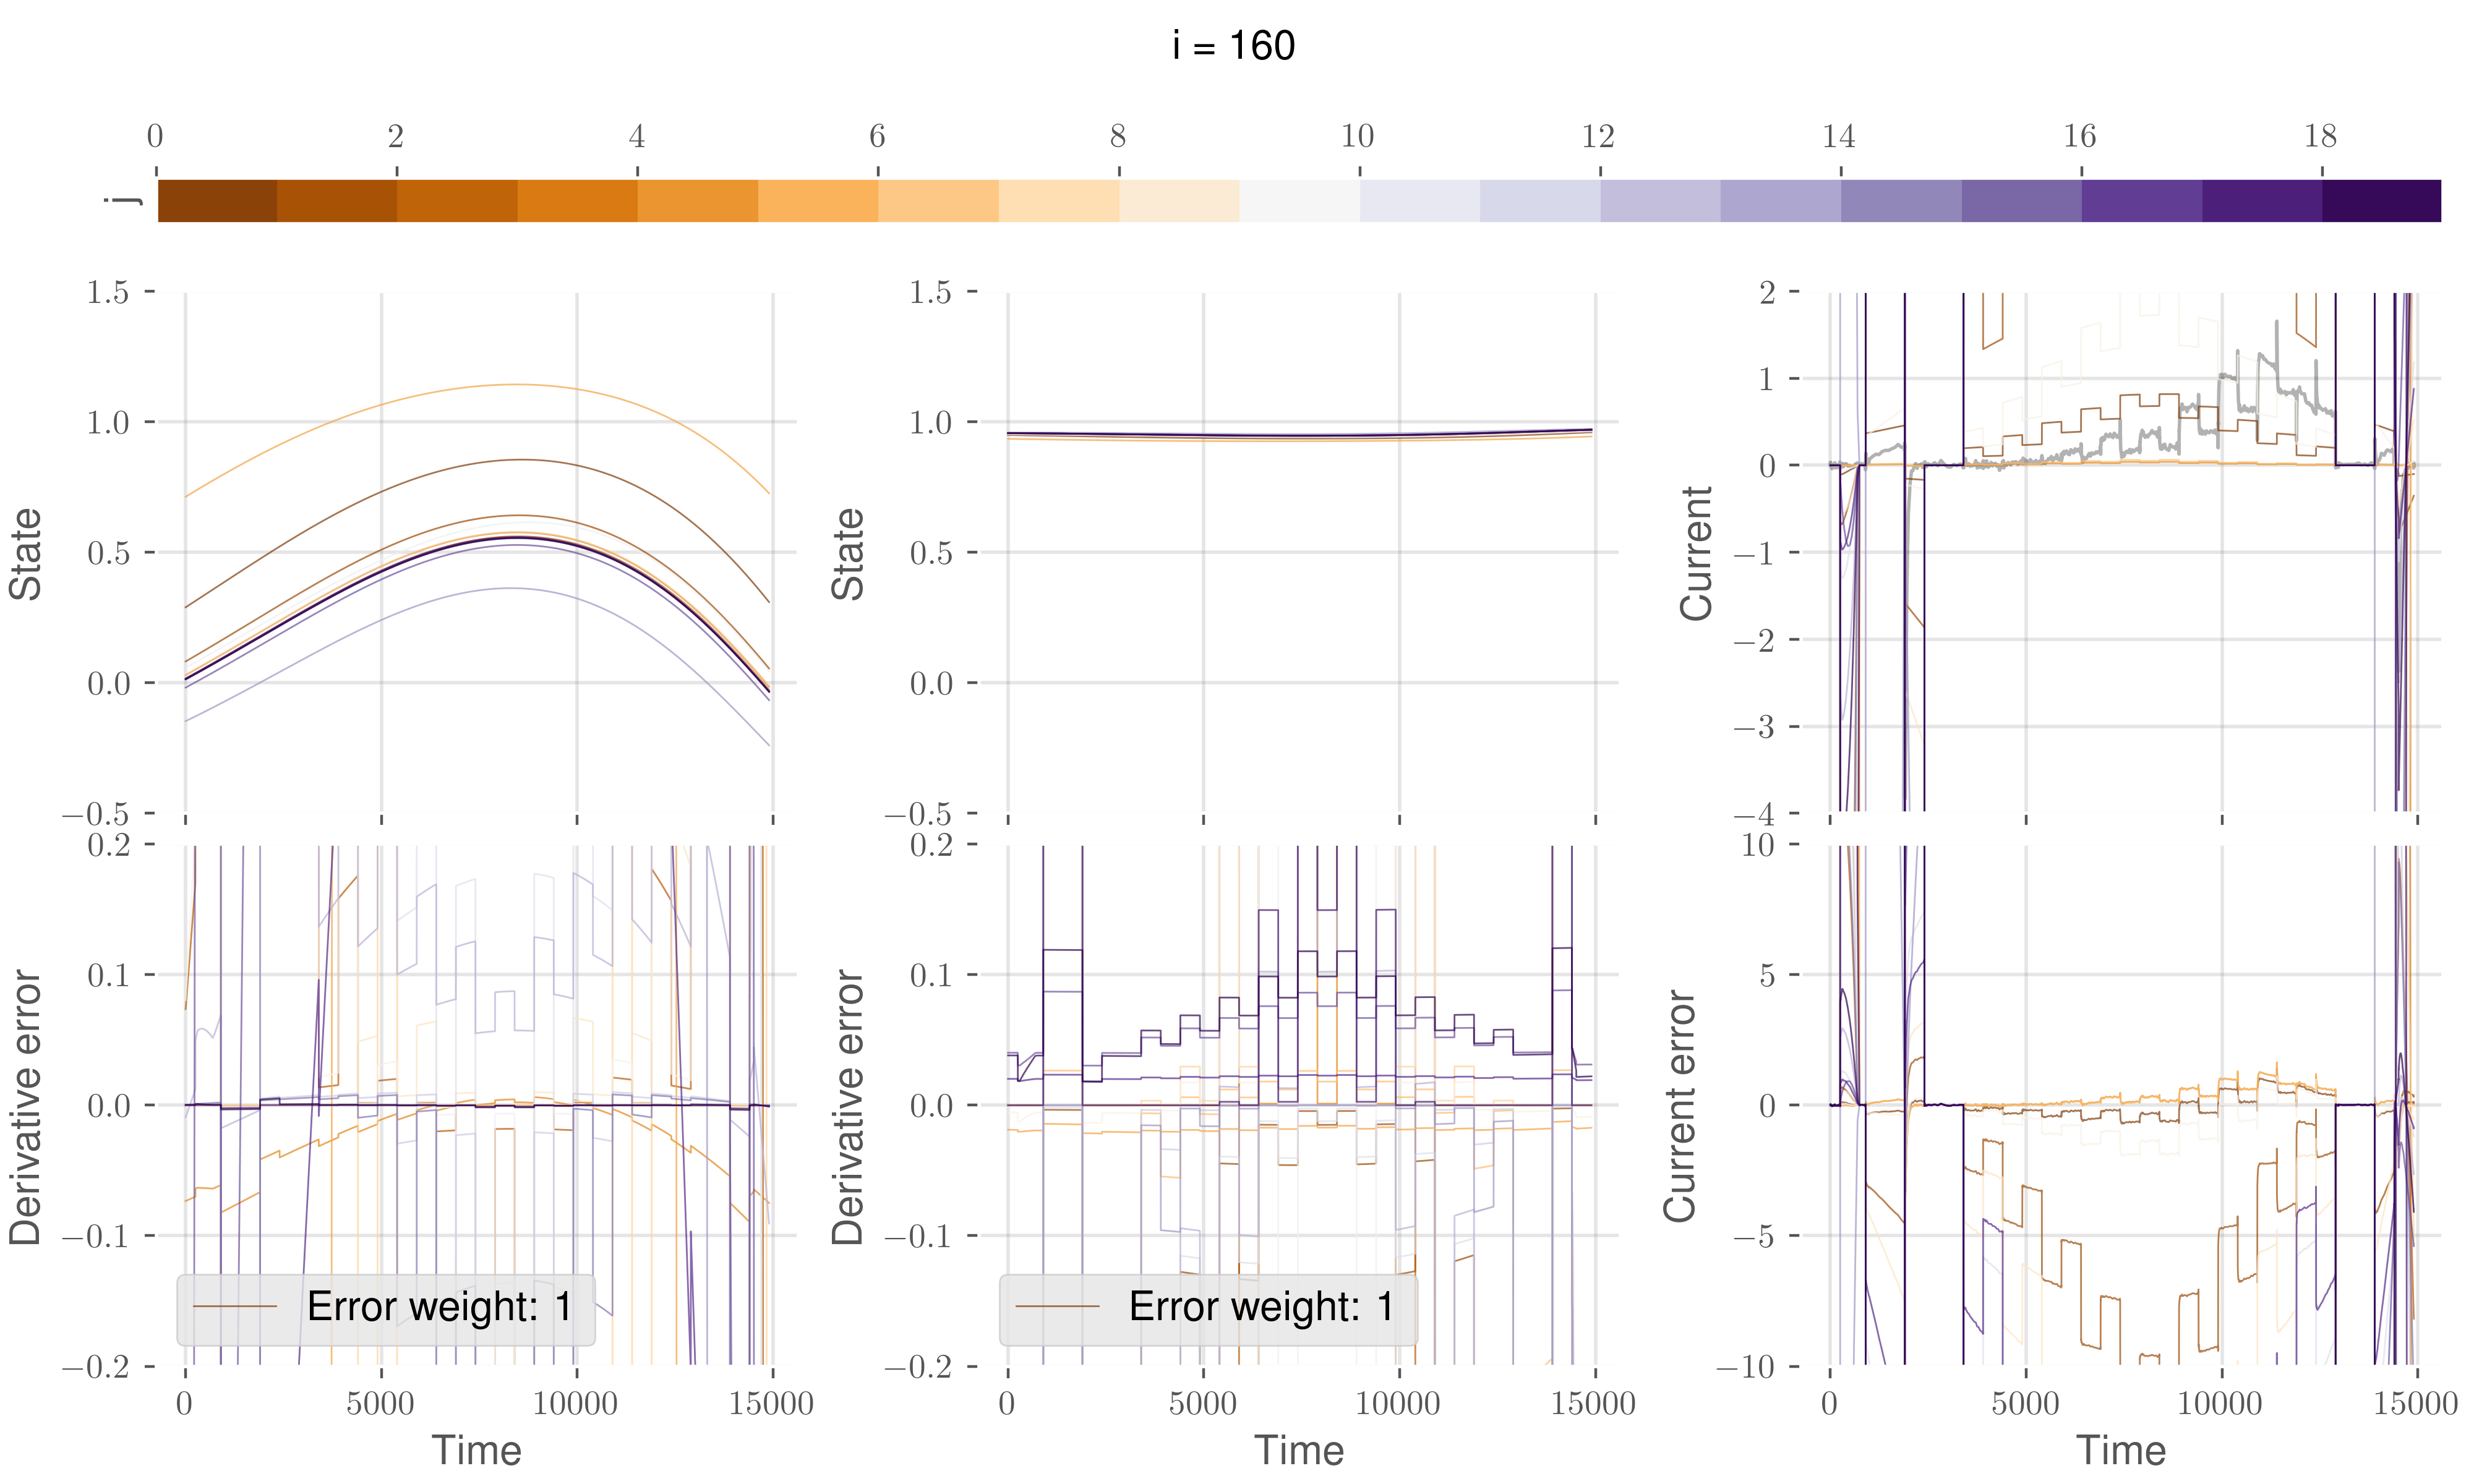 i = 160
0 2 4 6 8 10 12 14 16 18
j
1.5 1.0 0.5 0.0 −0.5
State
1.5 1.0 0.5 0.0 −0.5
State
2 1 0 −1 −2 −3 −4
Current
0.2 0.1 0.0 −0.1 −0.2
Derivative error
Error weight: 1
0 5000 10000 15000
Time
0.2 0.1 0.0 −0.1 −0.2
Derivative error
Error weight: 1
0 5000 10000 15000
Time
10 5 0 −5 −10
Current error
0 5000 10000 15000
Time